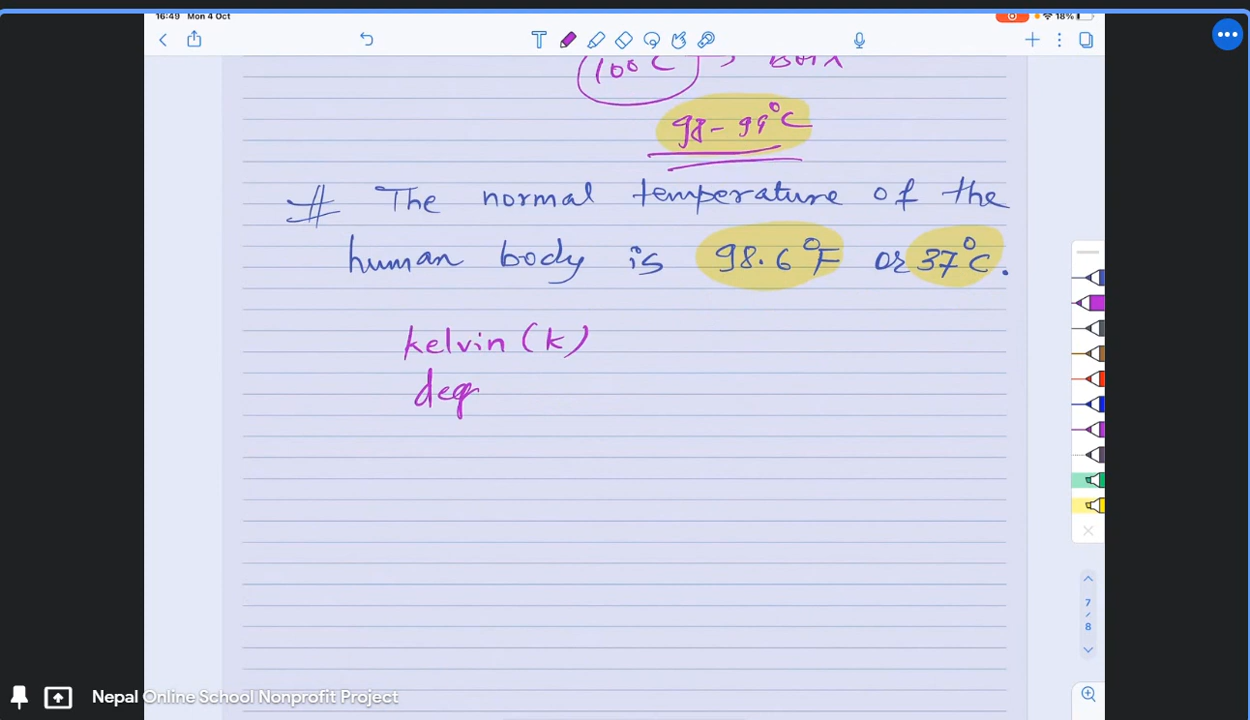 16:49 Mon 4 Oct
18%
T
100°C
98 - 99°C
# The normal temperature of the
human body is 98.6°F or 37°C.
kelvin (k)
deg
7
/
8
Nepal Online School Nonprofit Project